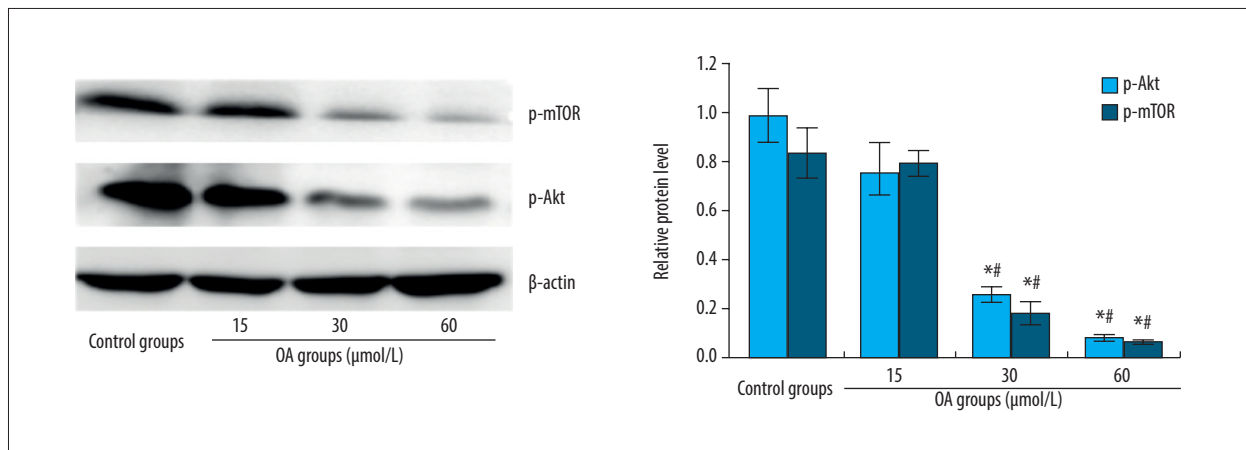 p-mTOR
p-Akt
β-actin
Control groups
15 30 60
OA groups (µmol/L)
Relative protein level
1.2
1.0
0.8
0.6
0.4
0.2
0.0
p-Akt
p-mTOR
*# *#
*# *#
Control groups
15 30 60
OA groups (µmol/L)